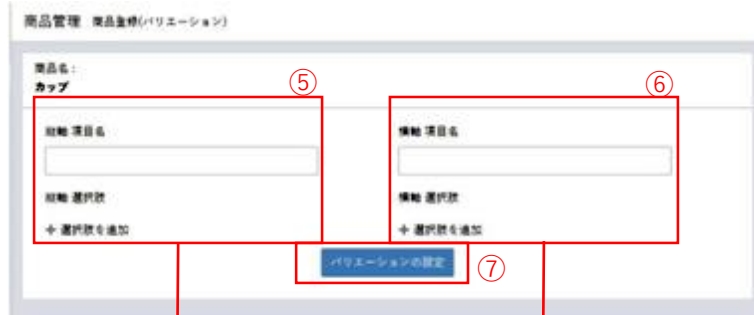 商品管理 商品登録(バリエーション)
商品名:
カップ
⑤
⑥
縦軸 項目名
横軸 項目名
縦軸 選択肢
横軸 選択肢
+ 選択肢を追加
+ 選択肢を追加
バリエーションの設定
⑦